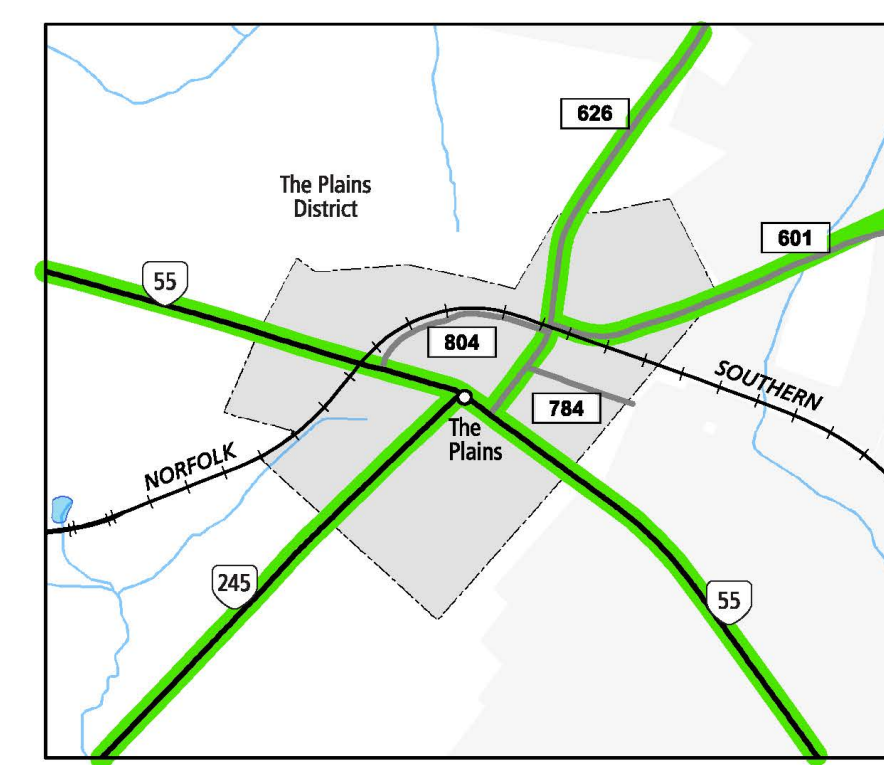 626
The Plains
District
601
55
804
SOUTHERN
784
The
Plains
NORFOLK
245
55